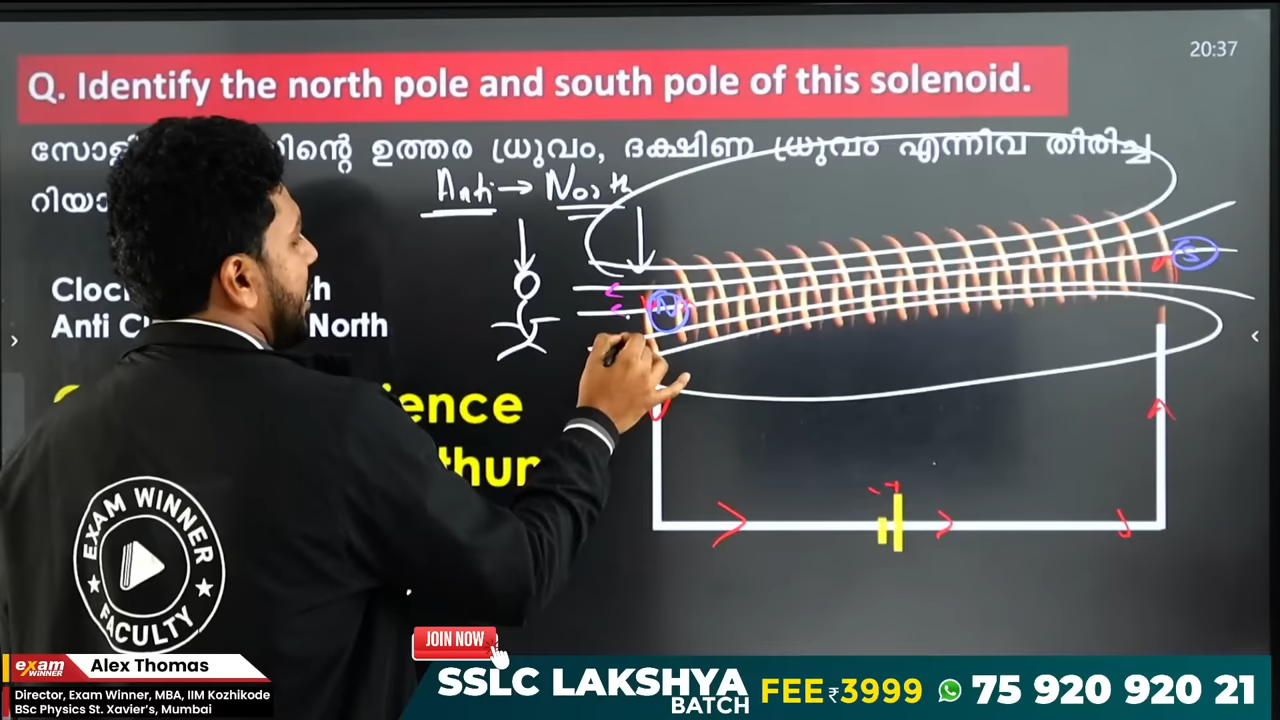 20:37
Q. Identify the north pole and south pole of this solenoid.
ഉത്തര ധ്രുവം, ദക്ഷിണ ധ്രുവം എന്നിവ തിരിച്ച
റിയാ
Anti → North
S
N
Anti North
ence
thur
EXAM WINNER
FACULTY
JOIN NOW
exam WINNER
Alex Thomas
Director, Exam Winner, MBA, IIM Kozhikode
BSc Physics St. Xavier's, Mumbai
SSLC LAKSHYA
BATCH
FEE ₹3999
75 920 920 21